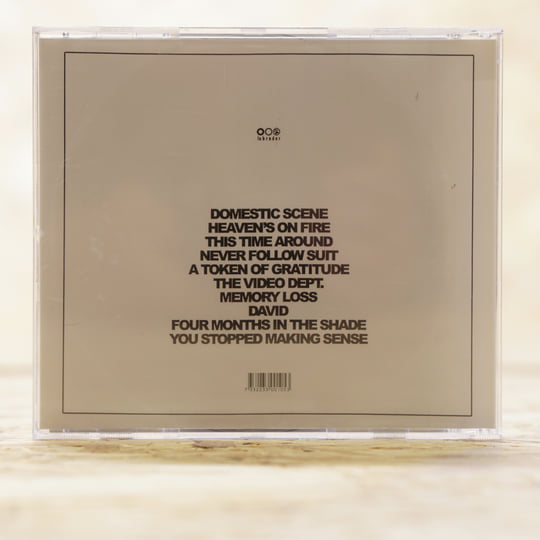 labrador
DOMESTIC SCENE
HEAVEN'S ON FIRE
THIS TIME AROUND
NEVER FOLLOW SUIT
A TOKEN OF GRATITUDE
THE VIDEO DEPT.
MEMORY LOSS
DAVID
FOUR MONTHS IN THE SHADE
YOU STOPPED MAKING SENSE